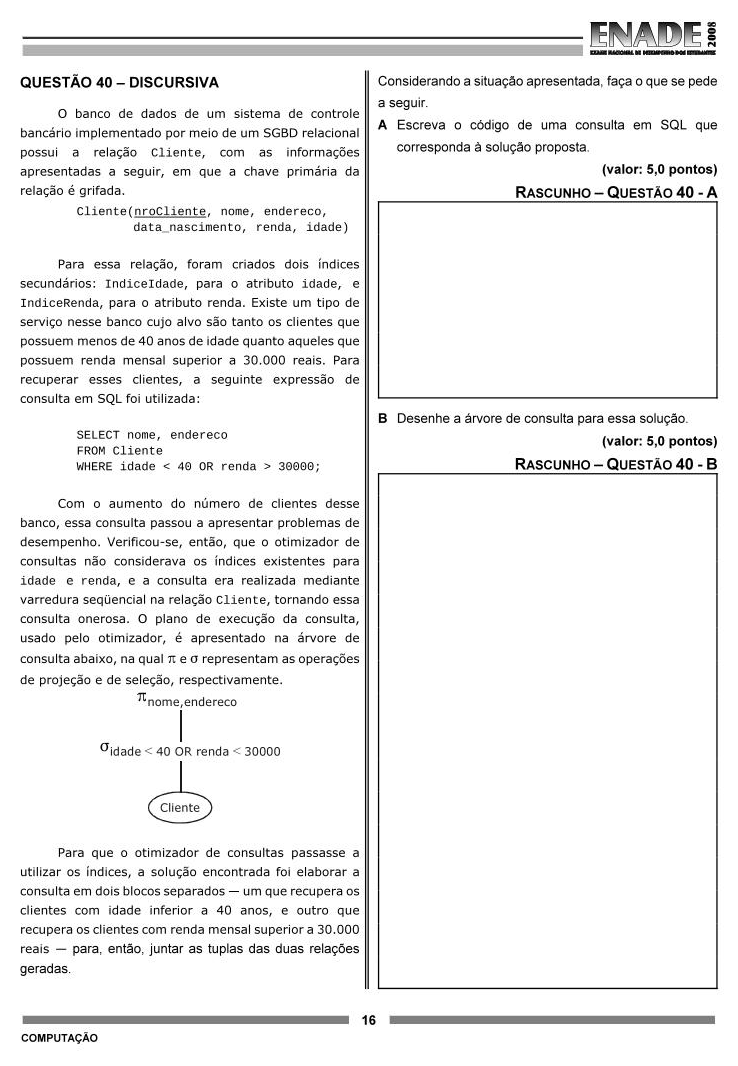 ENADE 2008
EXAME NACIONAL DE DESEMPENHO DOS ESTUDANTES
QUESTÃO 40 – DISCURSIVA
O banco de dados de um sistema de controle
bancário implementado por meio de um SGBD relacional
possui a relação Cliente, com as informações
apresentadas a seguir, em que a chave primária da
relação é grifada.
Cliente(nroCliente, nome, endereco,
data_nascimento, renda, idade)
Para essa relação, foram criados dois índices
secundários: IndiceIdade, para o atributo idade, e
IndiceRenda, para o atributo renda. Existe um tipo de
serviço nesse banco cujo alvo são tanto os clientes que
possuem menos de 40 anos de idade quanto aqueles que
possuem renda mensal superior a 30.000 reais. Para
recuperar esses clientes, a seguinte expressão de
consulta em SQL foi utilizada:
SELECT nome, endereco
FROM Cliente
WHERE idade < 40 OR renda > 30000;
Com o aumento do número de clientes desse
banco, essa consulta passou a apresentar problemas de
desempenho. Verificou-se, então, que o otimizador de
consultas não considerava os índices existentes para
idade e renda, e a consulta era realizada mediante
varredura seqüencial na relação Cliente, tornando essa
consulta onerosa. O plano de execução da consulta,
usado pelo otimizador, é apresentado na árvore de
consulta abaixo, na qual π e σ representam as operações
de projeção e de seleção, respectivamente.
π nome,endereco
σ idade < 40 OR renda < 30000
Cliente
Para que o otimizador de consultas passasse a
utilizar os índices, a solução encontrada foi elaborar a
consulta em dois blocos separados — um que recupera os
clientes com idade inferior a 40 anos, e outro que
recupera os clientes com renda mensal superior a 30.000
reais — para, então, juntar as tuplas das duas relações
geradas.
Considerando a situação apresentada, faça o que se pede
a seguir.
A Escreva o código de uma consulta em SQL que
corresponda à solução proposta.
(valor: 5,0 pontos)
RASCUNHO – QUESTÃO 40 - A
B Desenhe a árvore de consulta para essa solução.
(valor: 5,0 pontos)
RASCUNHO – QUESTÃO 40 - B
16
COMPUTAÇÃO